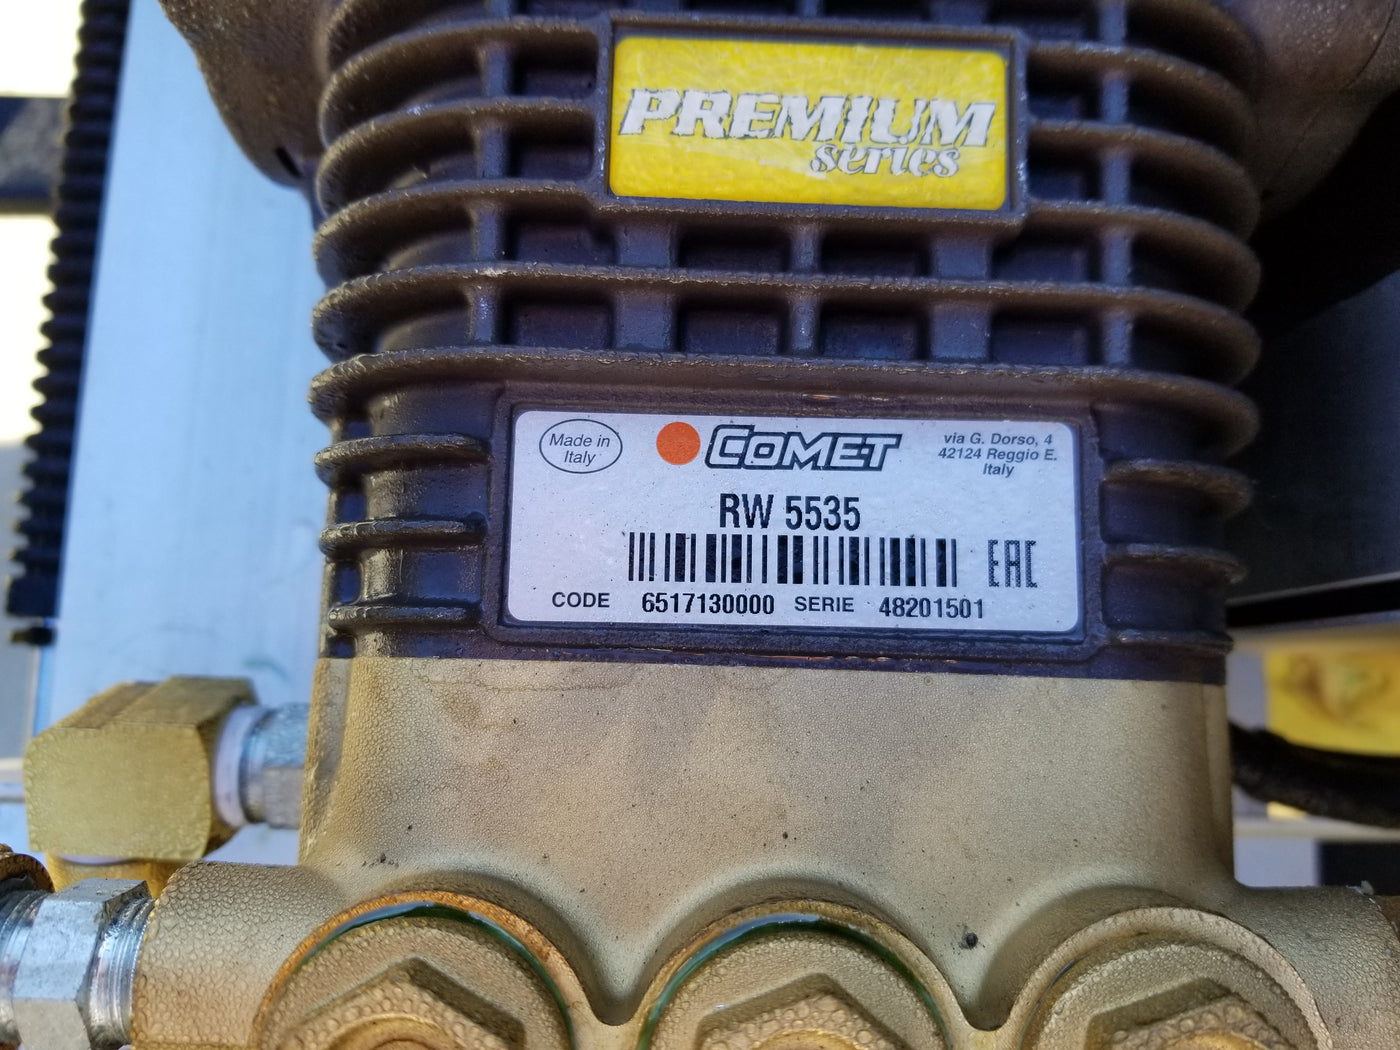 PREMIUM
series
Made in
Italy
COMET
via G. Dorso, 4
42124 Reggio E.
Italy
RW 5535
EAC
CODE 6517130000 SERIE 48201501